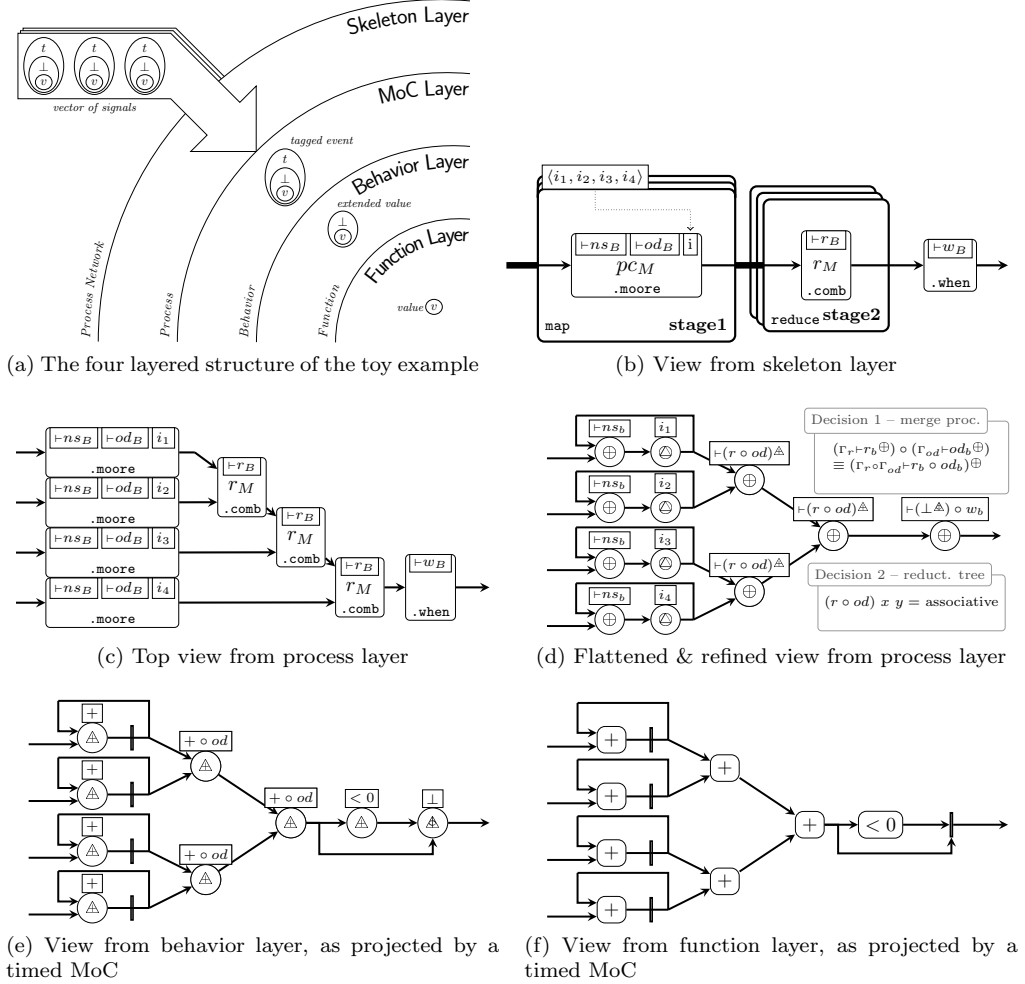 Skeleton Layer
MoC Layer
Behavior Layer
Function Layer
t t t
⊥ ⊥ ⊥
v v v
vector of signals
tagged event
t
⊥
v
extended value
⊥
v
value v
Process Network
Process
Behavior
Function
(a) The four layered structure of the toy example
⟨i1, i2, i3, i4⟩
⊢nsB ⊢odB i
pcM
.moore
map stage1
⊢rB
rM
.comb
reduce stage2
⊢wB
.when
(b) View from skeleton layer
⊢nsB ⊢odB i1
.moore
⊢nsB ⊢odB i2
.moore
⊢nsB ⊢odB i3
.moore
⊢nsB ⊢odB i4
.moore
⊢rB
rM
.comb
⊢rB
rM
.comb
⊢rB
rM
.comb
⊢wB
.when
(c) Top view from process layer
⊢nsb i1
⊕
⊢nsb i2
⊕
⊢nsb i3
⊕
⊢nsb i4
⊕
⊢(r ∘ od)
⊕
⊢(r ∘ od)
⊕
⊢(r ∘ od)
⊕
⊢(⊥) ∘ wb
⊕
Decision 1 – merge proc.
(Γr⊢rb⊕) ∘ (Γod⊢odb⊕)
≡ (Γr∘Γod⊢rb ∘ odb)⊕
Decision 2 – reduct. tree
(r ∘ od) x y = associative
(d) Flattened & refined view from process layer
+
+
+
+
+ ∘ od
+ ∘ od
+ ∘ od
< 0
⊥
(e) View from behavior layer, as projected by a
timed MoC
+
+
+
+
+
+
+
< 0
(f) View from function layer, as projected by a
timed MoC